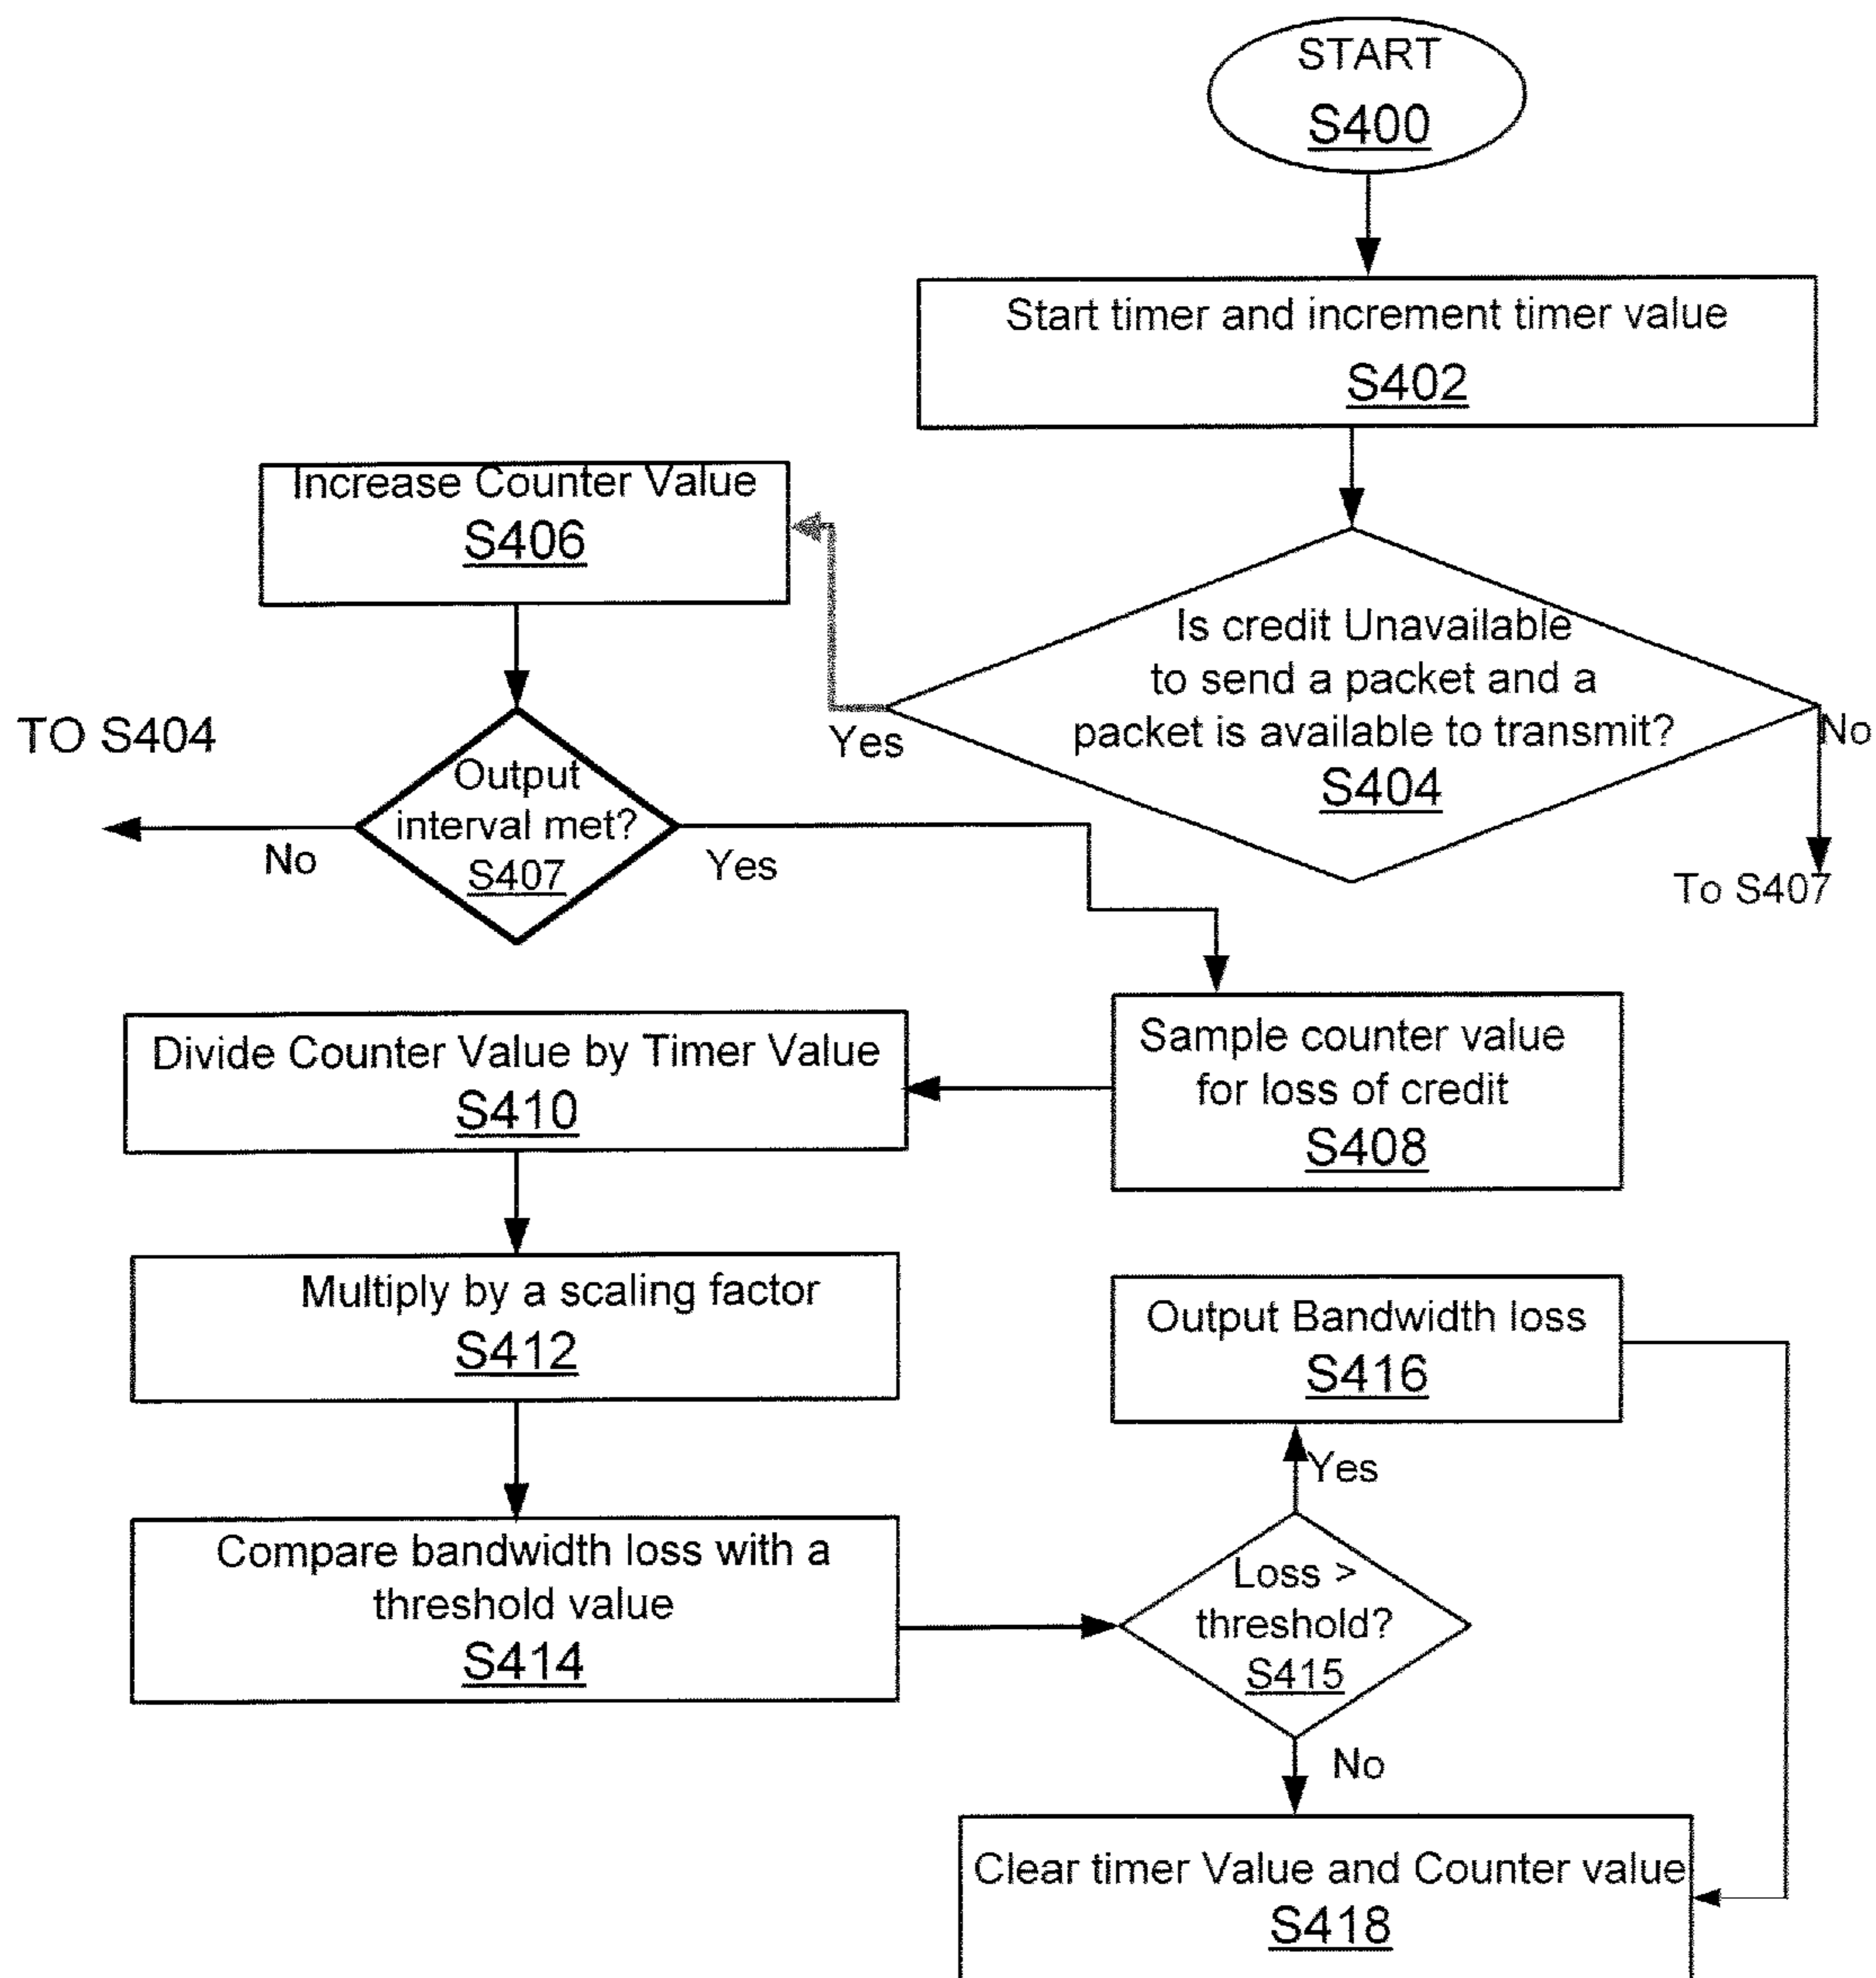 START
S400
Start timer and increment timer value
S402
Increase Counter Value
S406
Is credit Unavailable
to send a packet and a
packet is available to transmit?
S404
Yes
No
To S407
TO S404
Output
interval met?
S407
No
Yes
Sample counter value
for loss of credit
S408
Divide Counter Value by Timer Value
S410
Multiply by a scaling factor
S412
Compare bandwidth loss with a
threshold value
S414
Loss >
threshold?
S415
Yes
Output Bandwidth loss
S416
No
Clear timer Value and Counter value
S418